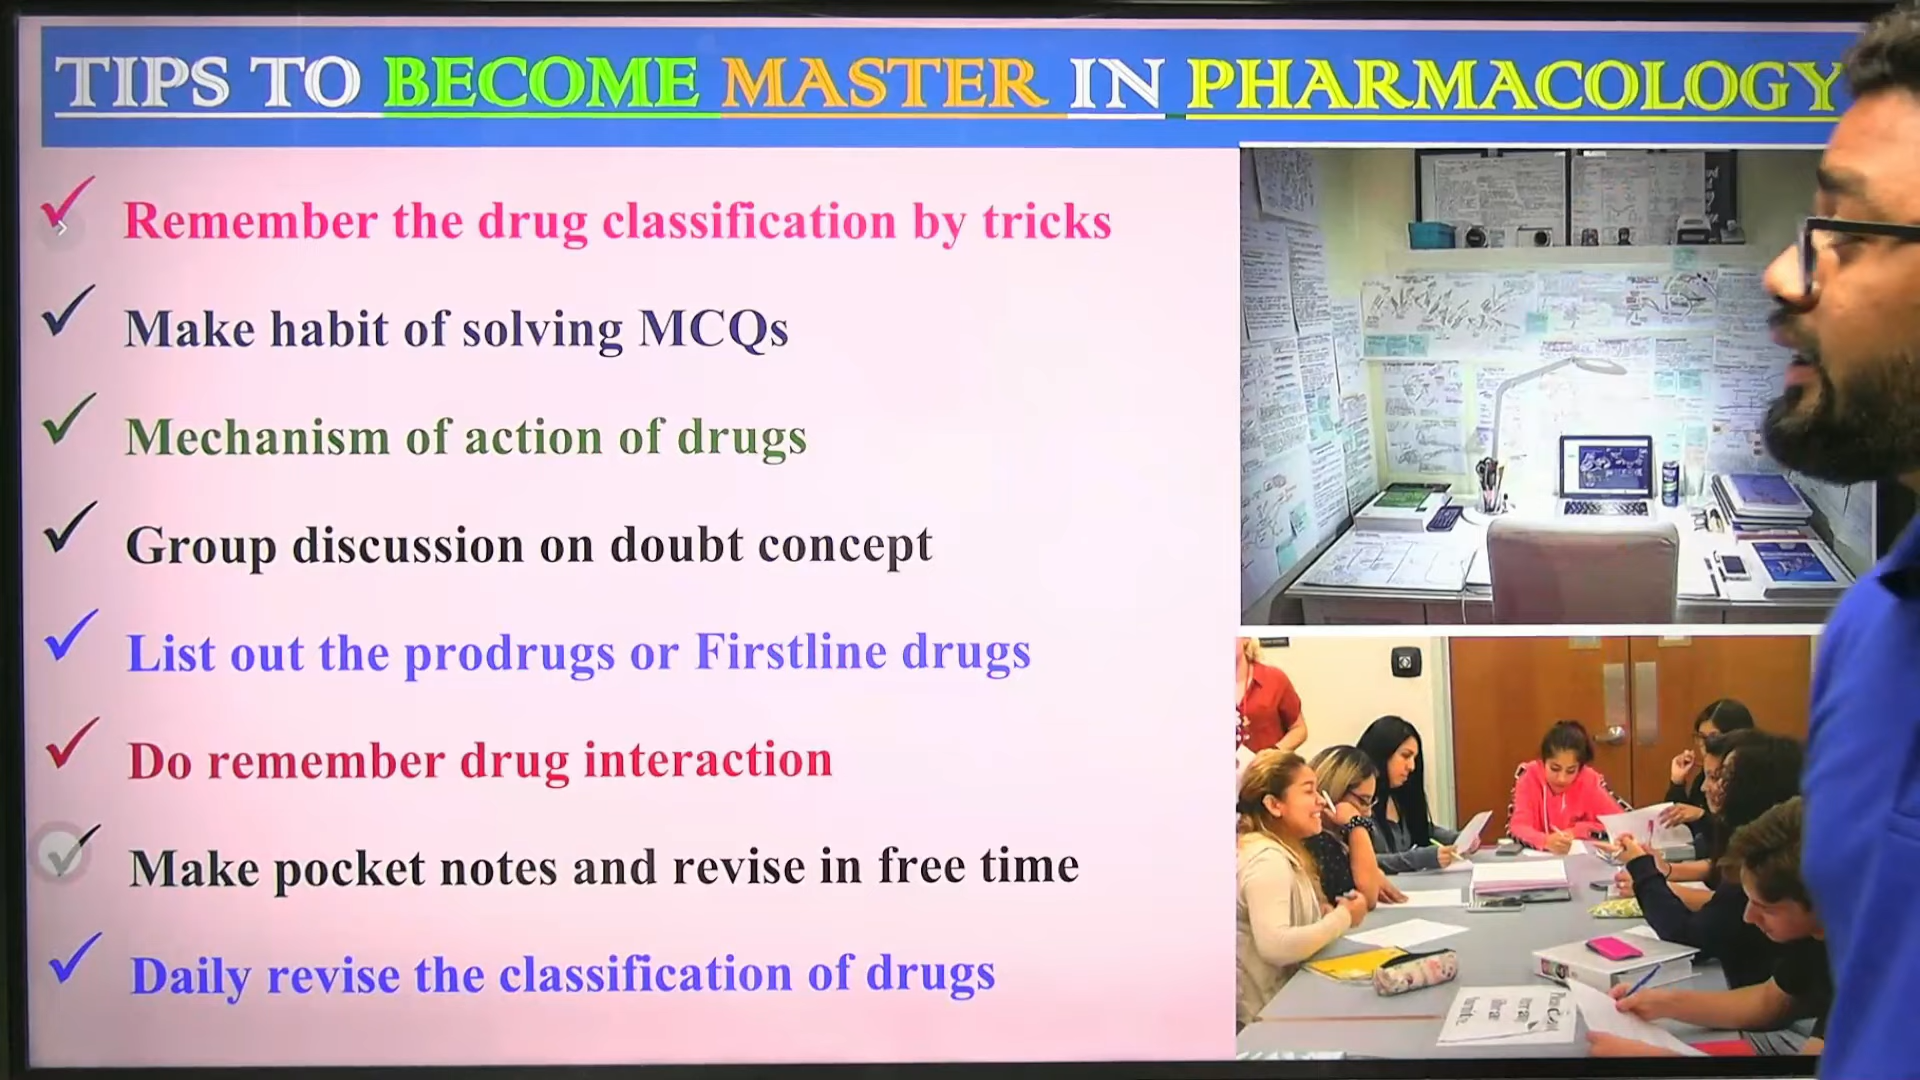 TIPS TO BECOME MASTER IN PHARMACOLOGY
Remember the drug classification by tricks
Make habit of solving MCQs
Mechanism of action of drugs
Group discussion on doubt concept
List out the prodrugs or Firstline drugs
Do remember drug interaction
Make pocket notes and revise in free time
Daily revise the classification of drugs